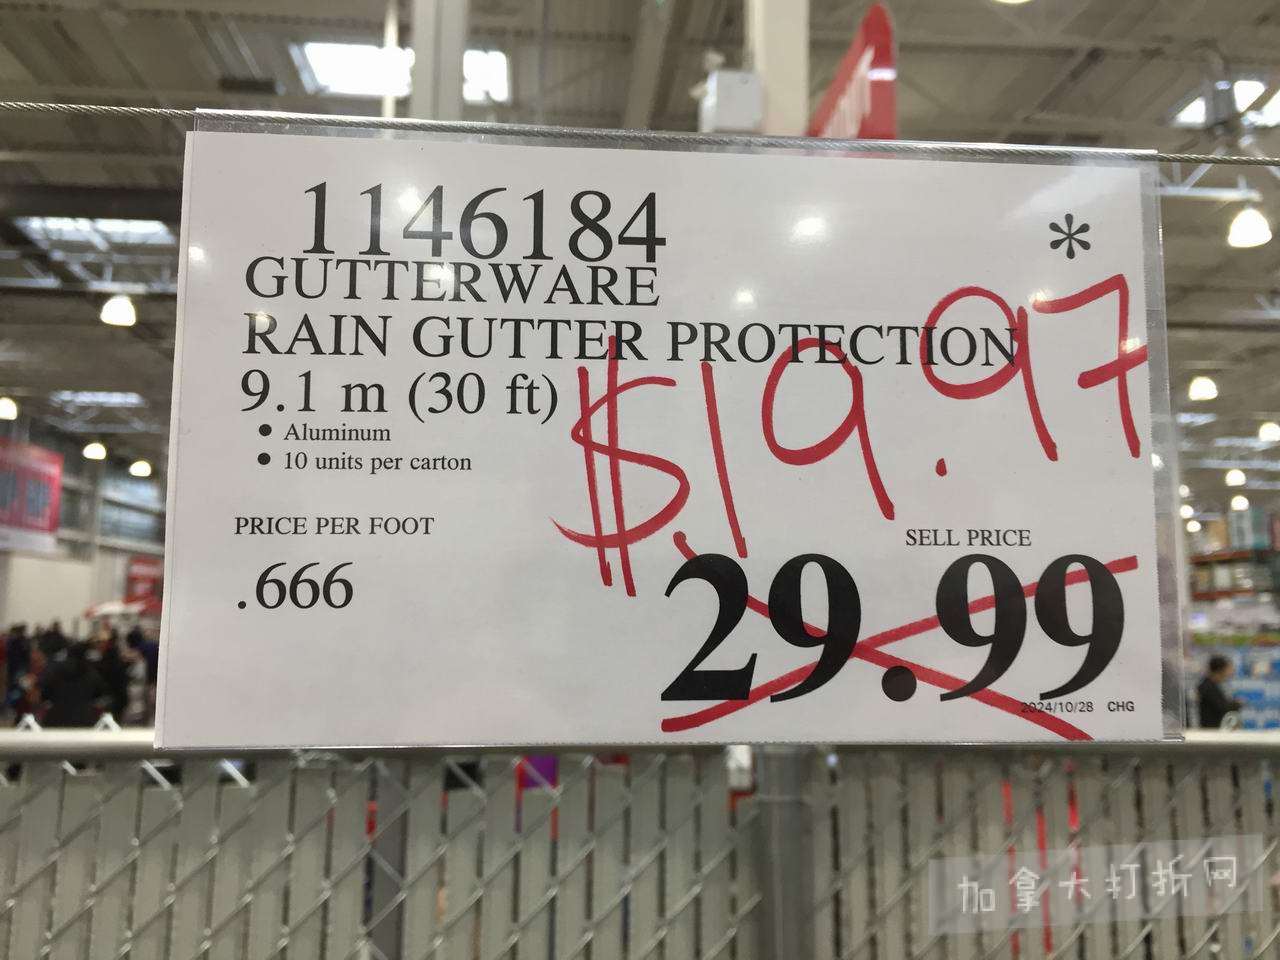 1146184
*
GUTTERWARE
RAIN GUTTER PROTECTION
9.1 m (30 ft)
● Aluminum
● 10 units per carton
$19.97
PRICE PER FOOT
.666
SELL PRICE
29.99
2024/10/28 CHG
加拿大打折网